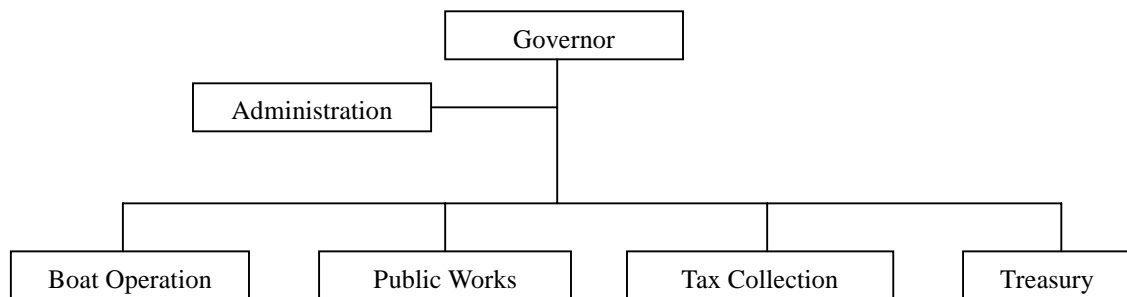 Governor
Administration
Boat Operation
Public Works
Tax Collection
Treasury